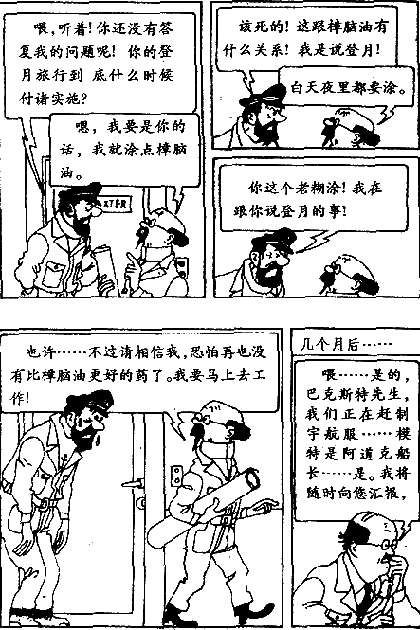 喂,听着!你还没有答
复我的问题呢!你的登
月旅行到 底什么时候
付诸实施?
嗯,我要是你的
话,我就涂点樟脑
油。
该死的!这跟樟脑油有
什么关系!我是说登月!
白天夜里都要涂。
你这个老糊涂!我在
跟你说登月的事!
也许……不过请相信我,恐怕再也没
有比樟脑油更好的药了。我要马上去工
作!
几个月后……
喂……是的,
巴克斯特先生,
我们正在赶制
宇航服……模
特是阿道克船
长……是。我将
随时向您汇报,